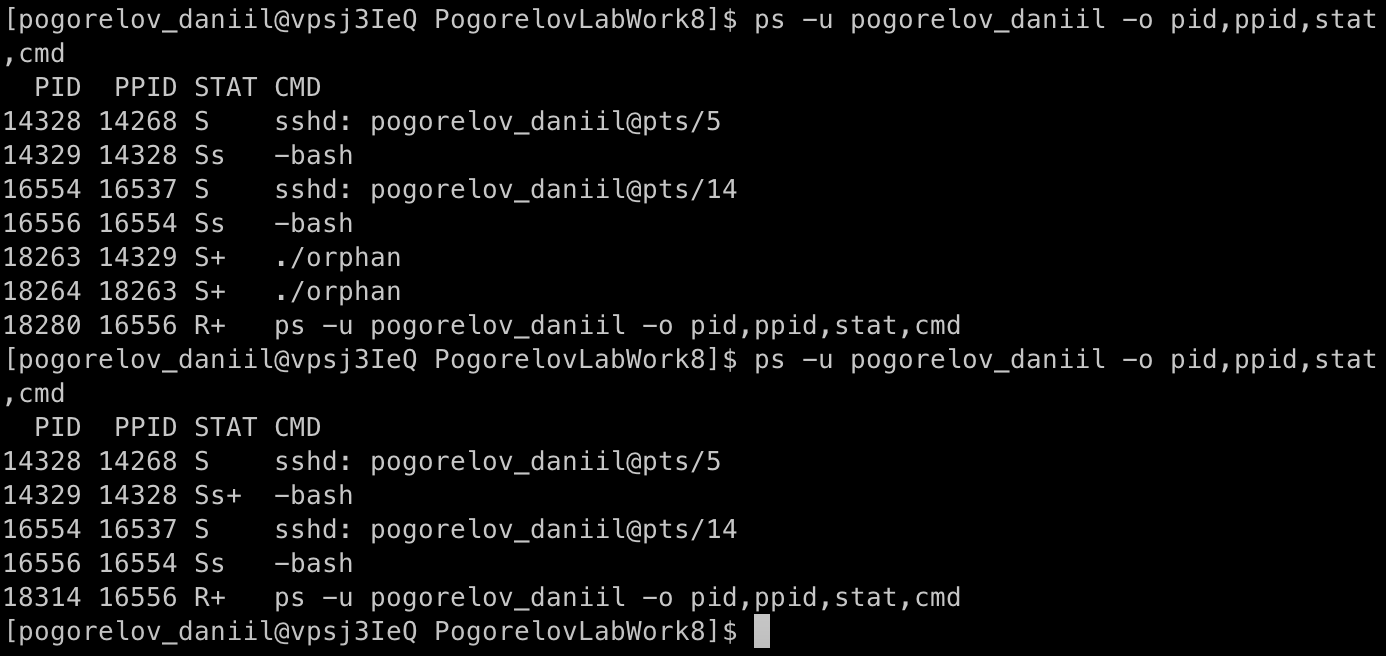 [pogorelov_daniil@vpsj3IeQ PogorelovLabWork8]$ ps -u pogorelov_daniil -o pid,ppid,stat
,cmd
  PID  PPID STAT CMD
14328 14268 S    sshd: pogorelov_daniil@pts/5
14329 14328 Ss   -bash
16554 16537 S    sshd: pogorelov_daniil@pts/14
16556 16554 Ss   -bash
18263 14329 S+   ./orphan
18264 18263 S+   ./orphan
18280 16556 R+   ps -u pogorelov_daniil -o pid,ppid,stat,cmd
[pogorelov_daniil@vpsj3IeQ PogorelovLabWork8]$ ps -u pogorelov_daniil -o pid,ppid,stat
,cmd
  PID  PPID STAT CMD
14328 14268 S    sshd: pogorelov_daniil@pts/5
14329 14328 Ss+  -bash
16554 16537 S    sshd: pogorelov_daniil@pts/14
16556 16554 Ss   -bash
18314 16556 R+   ps -u pogorelov_daniil -o pid,ppid,stat,cmd
[pogorelov_daniil@vpsj3IeQ PogorelovLabWork8]$